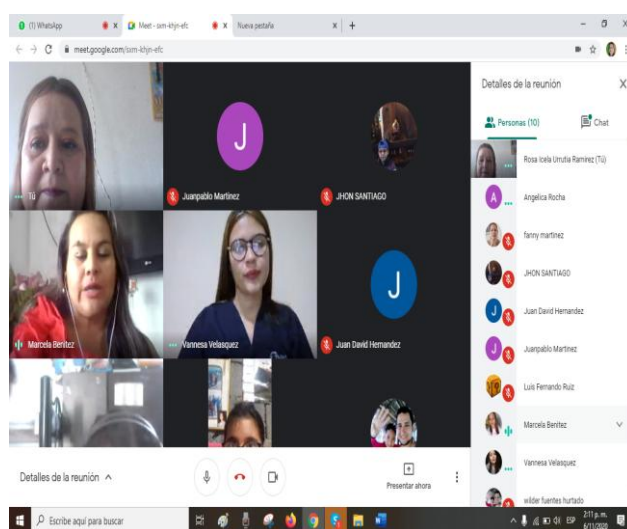 (1) WhatsApp
Meet - sxm-khjn-efc
Nueva pestaña
meet.google.com/sxm-khjn-efc
Detalles de la reunión
Personas (10)
Chat
Rosa Icela Urrutia Ramirez (Tú)
A
Angelica Rocha
fanny martinez
JHON SANTIAGO
J
Juan David Hernandez
J
Juanpablo Martinez
Luis Fernando Ruiz
Marcela Benitez
Vannesa Velasquez
wilder fuentes hurtado
Tú
J
Juanpablo Martinez
JHON SANTIAGO
Marcela Benitez
Vannesa Velasquez
J
Juan David Hernandez
Detalles de la reunión
Presentar ahora
Escribe aquí para buscar
ESP
2:11 p.m.
6/11/2020